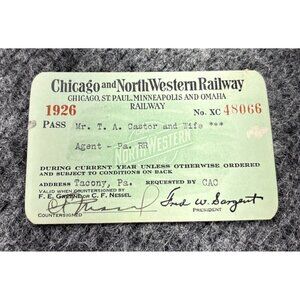 Chicago and North Western Railway
CHICAGO, ST. PAUL, MINNEAPOLIS AND OMAHA
RAILWAY
1926 No. XC 48066
PASS Mr. T. A. Castor and Wife ***
Agent - Pa. RR
DURING CURRENT YEAR UNLESS OTHERWISE ORDERED
AND SUBJECT TO CONDITIONS ON BACK
ADDRESS Tacony, Pa. REQUESTED BY CAC
VALID WHEN COUNTERSIGNED BY
F. E. OR C. F. NESSEL
Fred W. Sargent
COUNTERSIGNED PRESIDENT
WESTERN